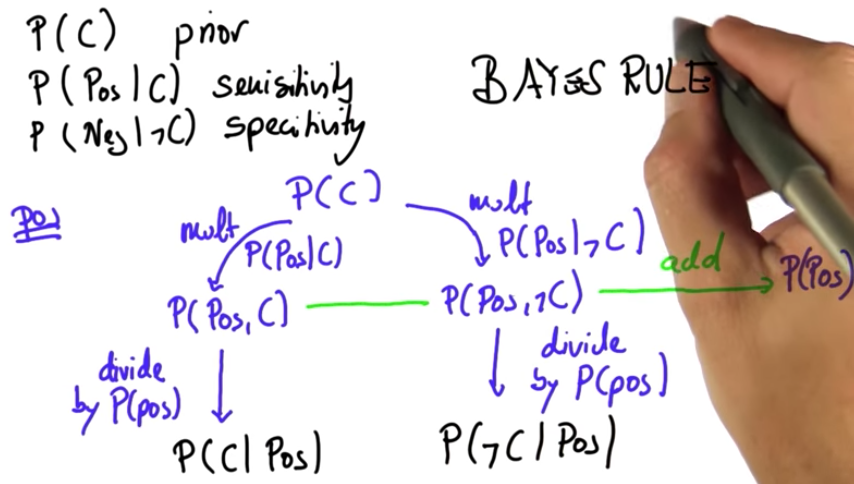 P(C) prior
P(Pos|C) sensitivity
P(Neg|¬C) specitivity
BAYES RULE
Pos
P(C)
mult
P(Pos|C)
mult
P(Pos|¬C)
add
P(Pos, C)
P(Pos,¬C)
P(Pos)
divide
by P(pos)
divide
by P(pos)
P(C|Pos)
P(¬C|Pos)